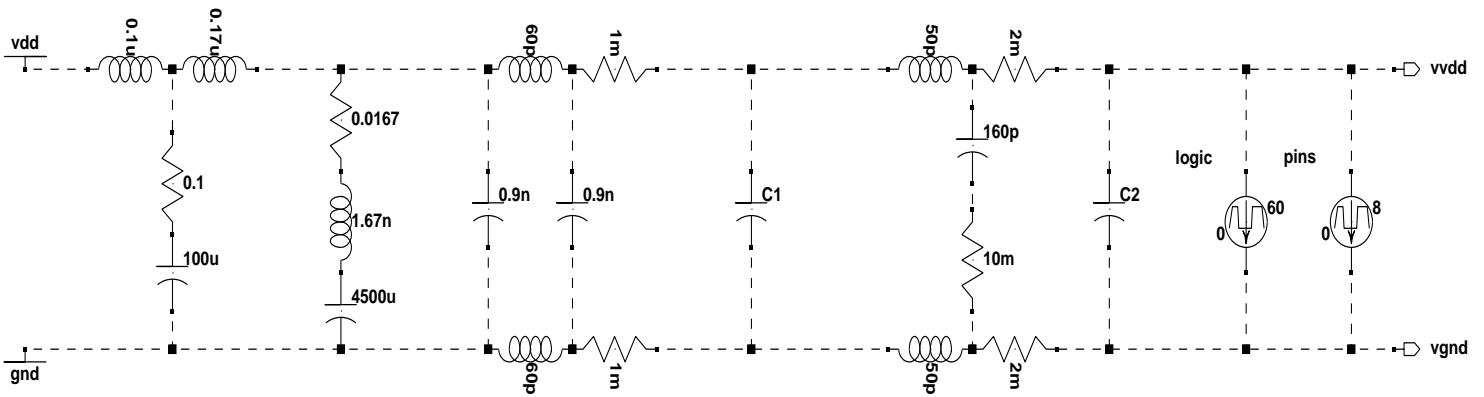 0.1u
0.17u
60p
1m
50p
2m
vdd
vvdd
0.0167
160p
logic
pins
0.1
0.9n
0.9n
C1
C2
60
8
1.67n
0
0
100u
10m
4500u
gnd
vgnd
60p
1m
50p
2m